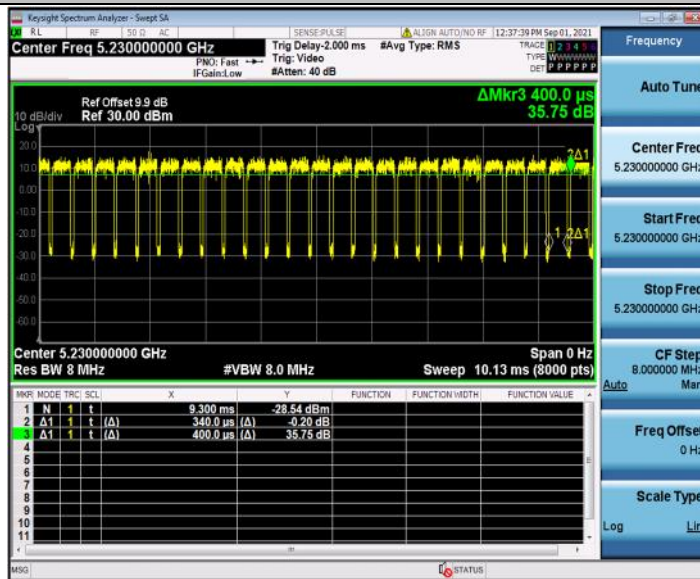 Keysight Spectrum Analyzer - Swept SA
RL RF 50 Ω AC SENSE:PULSE ALIGN AUTO/NO RF 12:37:39 PM Sep 01, 2021
Center Freq 5.230000000 GHz Trig Delay-2.000 ms #Avg Type: RMS TRACE 1 2 3 4 5 6
PNO: Fast Trig: Video TYPE WWWWWW
IFGain:Low #Atten: 40 dB DET P P P P P P
ΔMkr3 400.0 µs
35.75 dB
Ref Offset 9.9 dB
10 dB/div Ref 30.00 dBm
Log
20.0
10.0
0.00
-10.0
-20.0
-30.0
-40.0
-50.0
-60.0
2Δ1
1 2Δ1
Center 5.230000000 GHz Span 0 Hz
Res BW 8 MHz #VBW 8.0 MHz Sweep 10.13 ms (8000 pts)
MKR MODE TRC SCL X Y FUNCTION FUNCTION WIDTH FUNCTION VALUE
1 N 1 t 9.300 ms -28.54 dBm
2 Δ1 1 t (Δ) 340.0 µs (Δ) -0.20 dB
3 Δ1 1 t (Δ) 400.0 µs (Δ) 35.75 dB
4
5
6
7
8
9
10
11
MSG STATUS
Frequency
Auto Tune
Center Freq
5.230000000 GHz
Start Freq
5.230000000 GHz
Stop Freq
5.230000000 GHz
CF Step
8.000000 MHz
Auto Man
Freq Offset
0 Hz
Scale Type
Log Lin